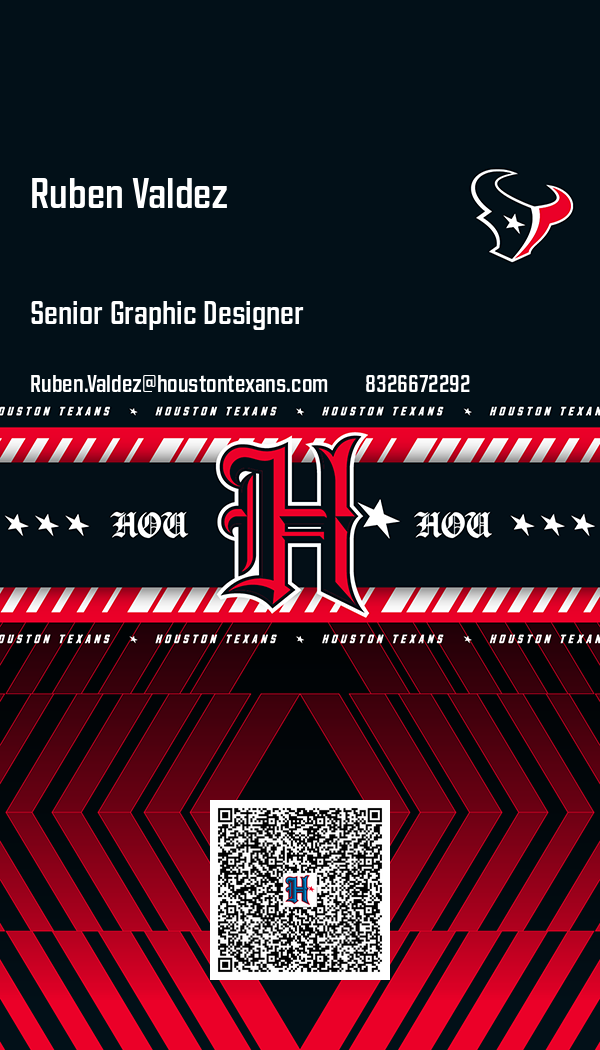 Ruben Valdez
Senior Graphic Designer
Ruben.Valdez@houstontexans.com 8326672292
OUSTON TEXANS ★ HOUSTON TEXANS ★ HOUSTON TEXANS ★ HOUSTON TEXAN
★ ★ ★ HOU H★ HOU ★ ★ ★
OUSTON TEXANS ★ HOUSTON TEXANS ★ HOUSTON TEXANS ★ HOUSTON TEXAN
H